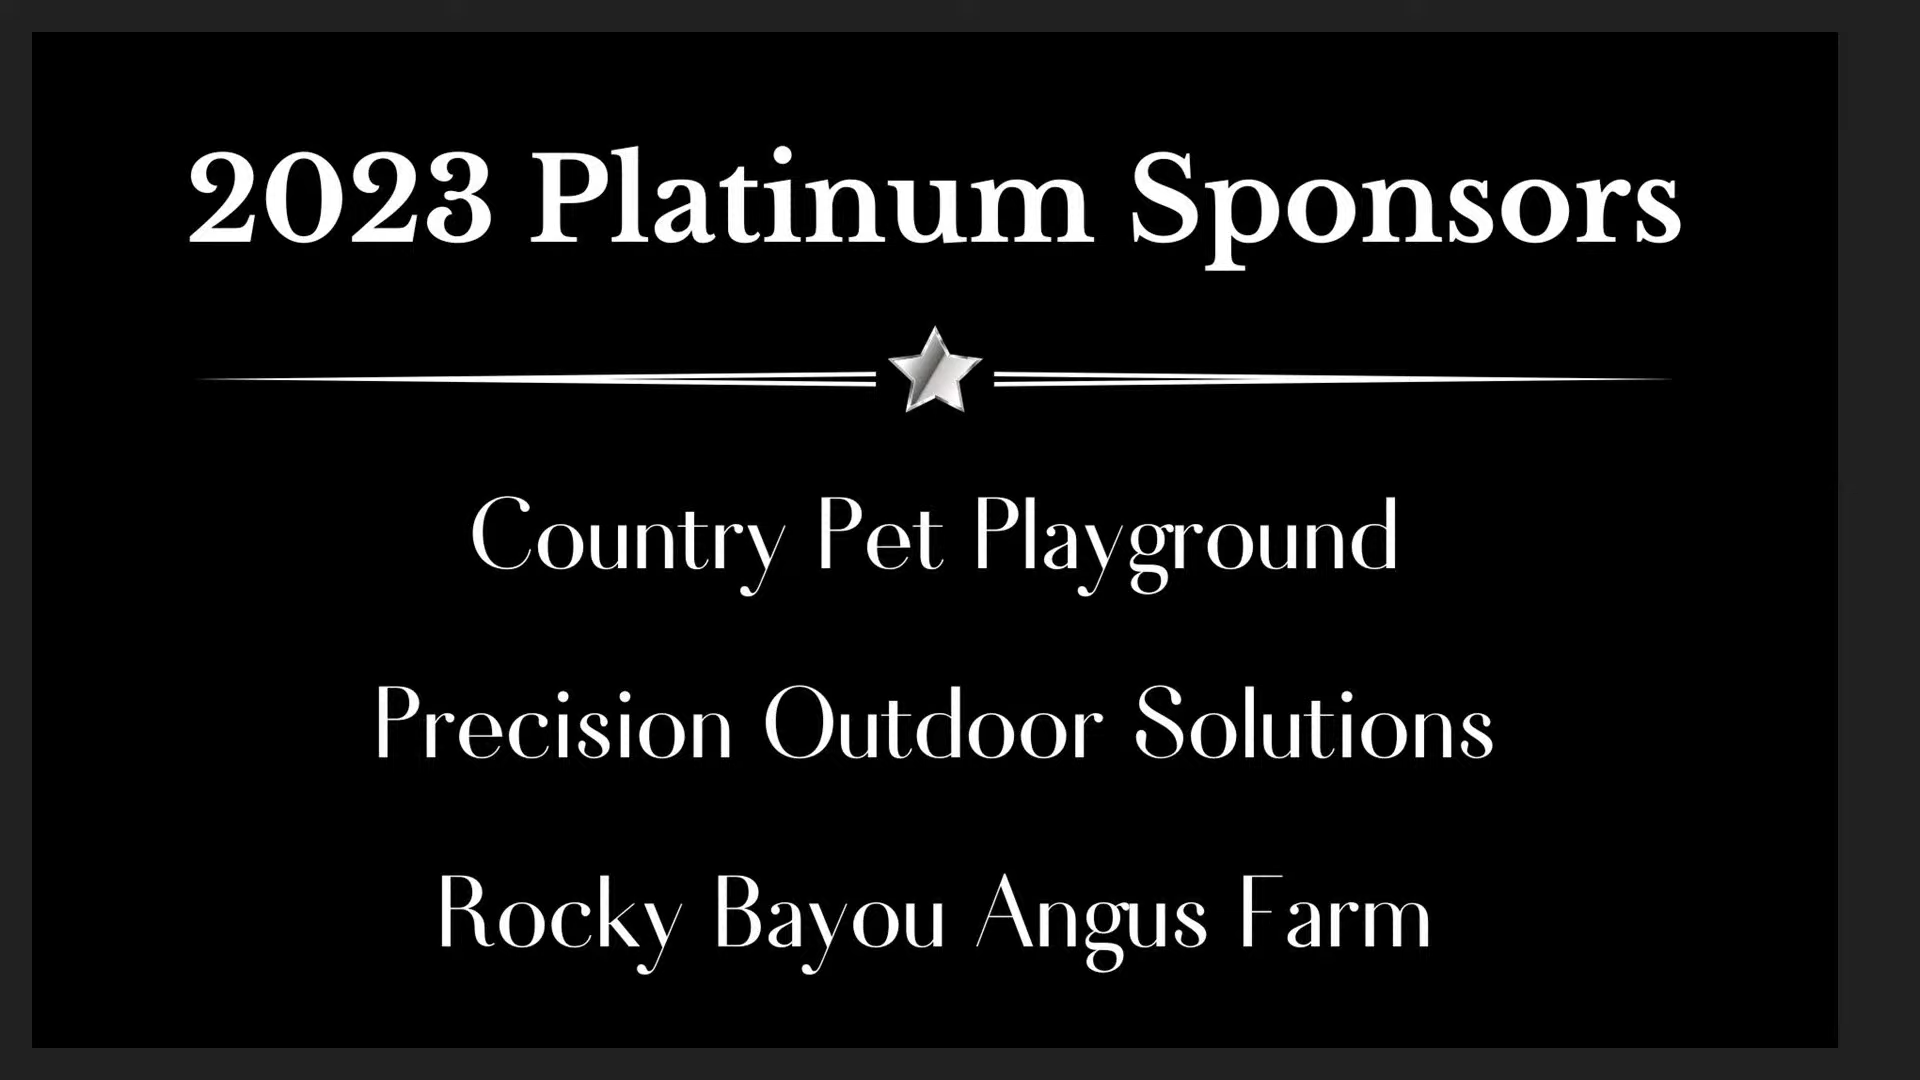 2023 Platinum Sponsors
Country Pet Playground
Precision Outdoor Solutions
Rocky Bayou Angus Farm